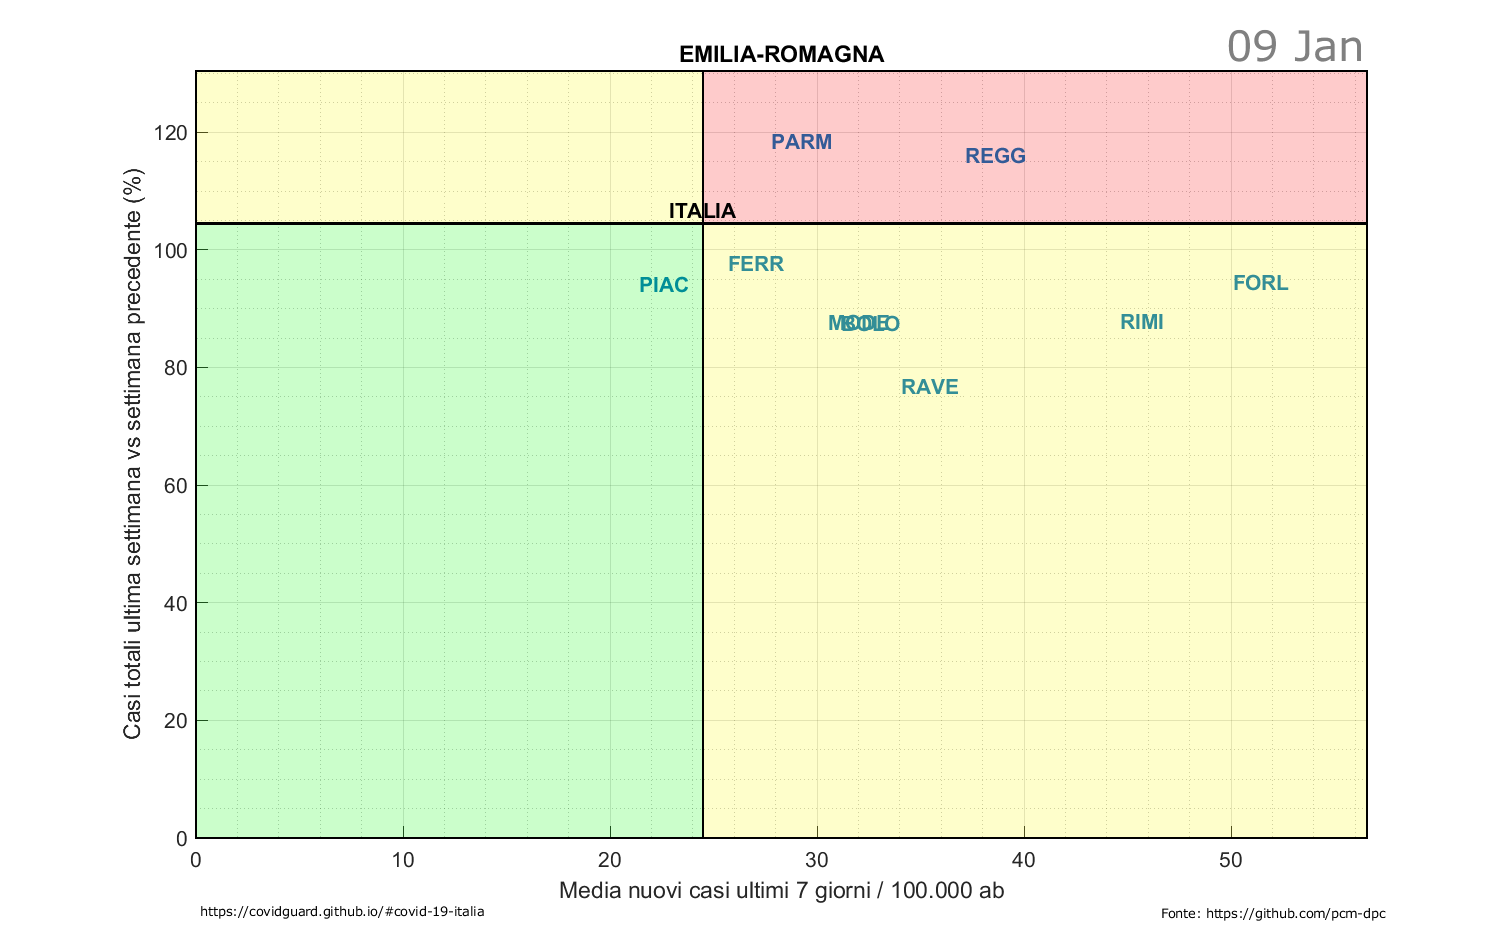 09 Jan
EMILIA-ROMAGNA
120
PARM
REGG
ITALIA
100
FERR
PIAC
FORL
MODE
BOLO
RIMI
80
RAVE
60
40
20
0
Casi totali ultima settimana vs settimana precedente (%)
0 10 20 30 40 50
Media nuovi casi ultimi 7 giorni / 100.000 ab
https://covidguard.github.io/#covid-19-italia
Fonte: https://github.com/pcm-dpc